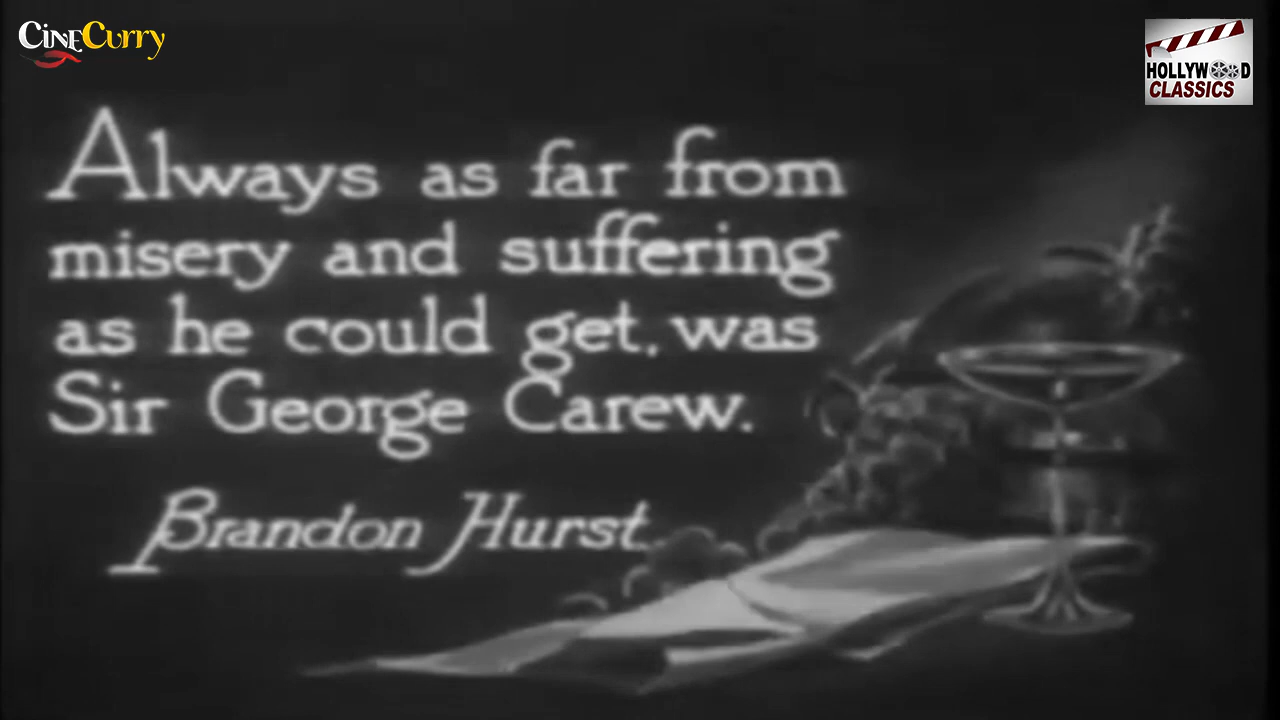 CINECURRY
HOLLYWOOD
CLASSICS
Always as far from
misery and suffering
as he could get, was
Sir George Carew.
Brandon Hurst